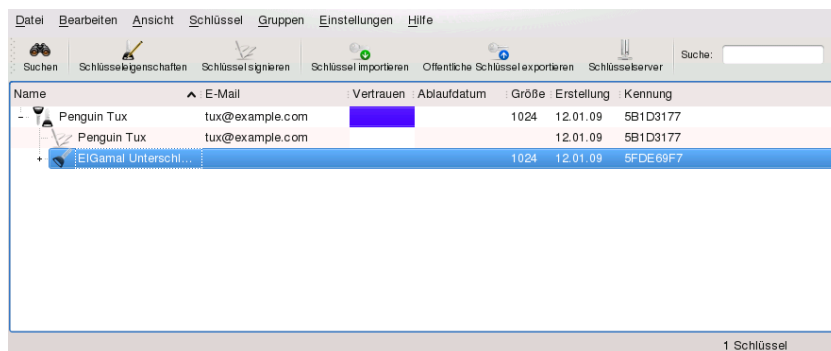 Datei Bearbeiten Ansicht Schlüssel Gruppen Einstellungen Hilfe
Suchen Schlüsseleigenschaften Schlüssel signieren Schlüssel importieren Öffentliche Schlüssel exportieren Schlüsselserver Suche:
Name E-Mail Vertrauen Ablaufdatum Größe Erstellung Kennung
Penguin Tux tux@example.com 1024 12.01.09 5B1D3177
Penguin Tux tux@example.com 12.01.09 5B1D3177
ElGamal Unterschl... 1024 12.01.09 5FDE69F7
1 Schlüssel